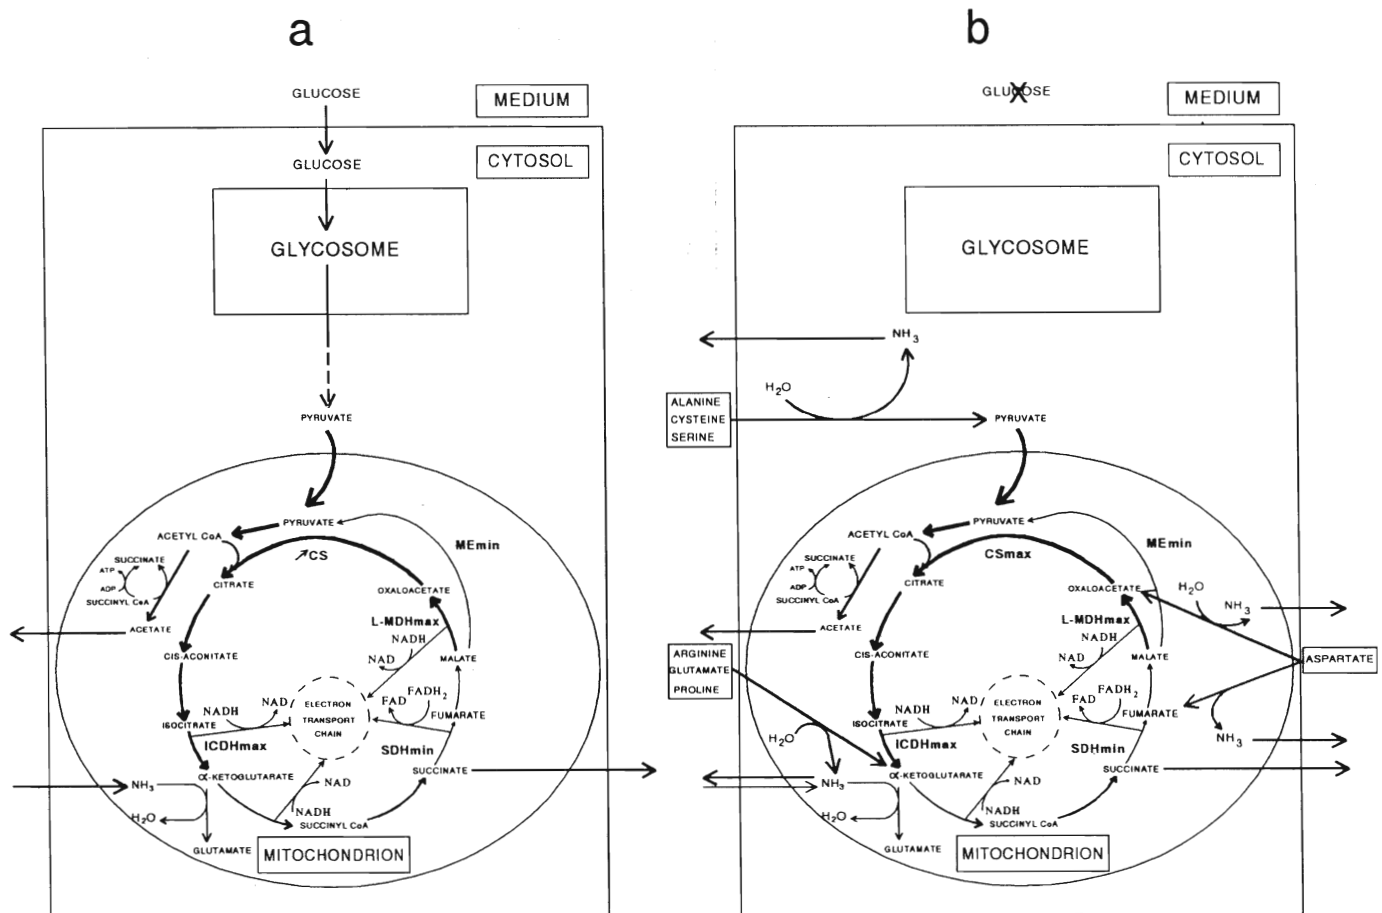 a
GLUCOSE
MEDIUM
GLUCOSE
CYTOSOL
GLYCOSOME
PYRUVATE
PYRUVATE
ACETYL CoA
MEmin
↗CS
SUCCINATE
ATP
ADP
SUCCINYL CoA
CITRATE
OXALOACETATE
ACETATE
L-MDHmax
NADH
NAD
CIS-ACONITATE
MALATE
NADH
NAD
ELECTRON
TRANSPORT
CHAIN
FADH2
FAD
FUMARATE
ISOCITRATE
ICDHmax
SDHmin
α-KETOGLUTARATE
SUCCINATE
NH3
NAD
NADH
H2O
SUCCINYL CoA
GLUTAMATE
MITOCHONDRION
b
GLUCOSE
MEDIUM
CYTOSOL
GLYCOSOME
NH3
H2O
ALANINE
CYSTEINE
SERINE
PYRUVATE
PYRUVATE
ACETYL CoA
MEmin
CSmax
SUCCINATE
ATP
ADP
SUCCINYL CoA
CITRATE
OXALOACETATE
H2O
NH3
ACETATE
L-MDHmax
NADH
NAD
ARGININE
GLUTAMATE
PROLINE
CIS-ACONITATE
MALATE
ASPARTATE
NADH
NAD
ELECTRON
TRANSPORT
CHAIN
FADH2
FAD
FUMARATE
ISOCITRATE
H2O
ICDHmax
SDHmin
NH3
α-KETOGLUTARATE
SUCCINATE
NH3
NAD
NADH
H2O
SUCCINYL CoA
GLUTAMATE
MITOCHONDRION